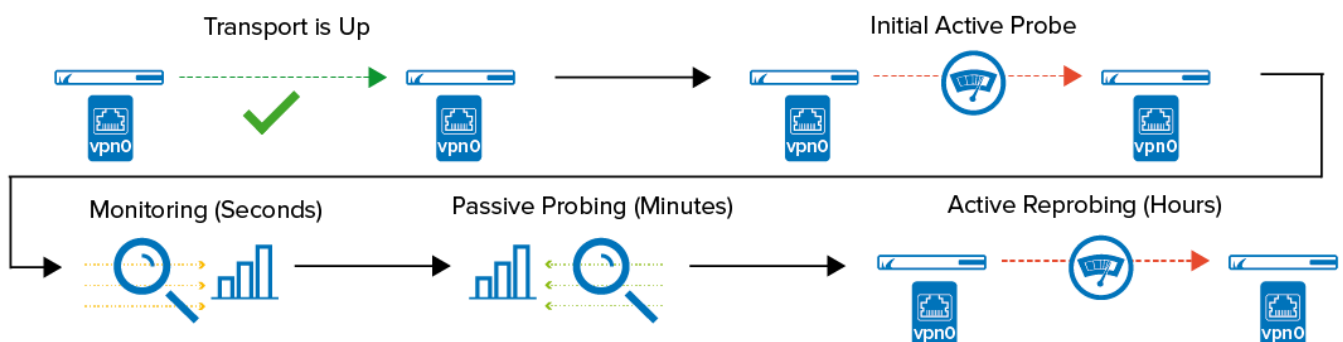 Transport is Up
Initial Active Probe
vpn0
vpn0
vpn0
vpn0
Monitoring (Seconds)
Passive Probing (Minutes)
Active Reprobing (Hours)
vpn0
vpn0